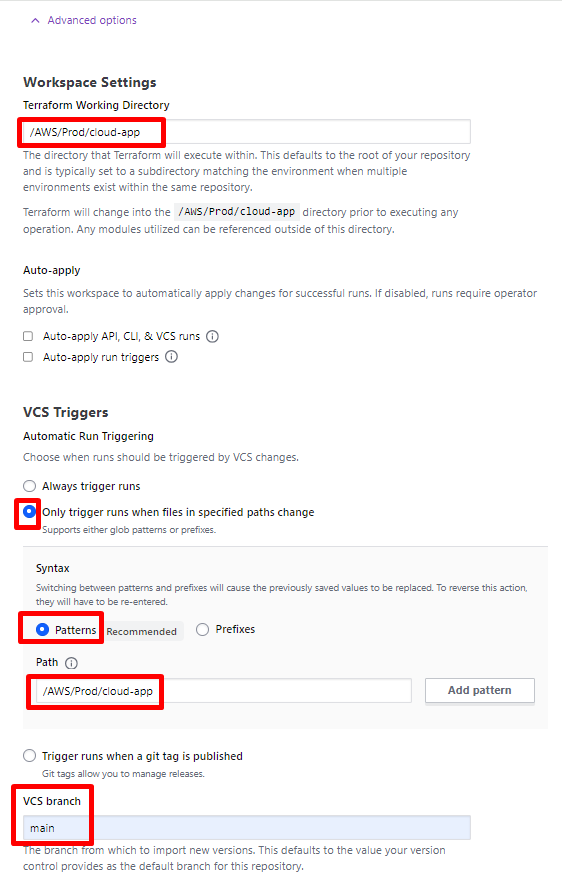 Advanced options
Workspace Settings
Terraform Working Directory
/AWS/Prod/cloud-app
The directory that Terraform will execute within. This defaults to the root of your repository
and is typically set to a subdirectory matching the environment when multiple
environments exist within the same repository.
Terraform will change into the /AWS/Prod/cloud-app directory prior to executing any
operation. Any modules utilized can be referenced outside of this directory.
Auto-apply
Sets this workspace to automatically apply changes for successful runs. If disabled, runs require operator
approval.
Auto-apply API, CLI, & VCS runs
Auto-apply run triggers
VCS Triggers
Automatic Run Triggering
Choose when runs should be triggered by VCS changes.
Always trigger runs
Only trigger runs when files in specified paths change
Supports either glob patterns or prefixes.
Syntax
Switching between patterns and prefixes will cause the previously saved values to be replaced. To reverse this action,
they will have to be re-entered.
Patterns Recommended Prefixes
Path
/AWS/Prod/cloud-app Add pattern
Trigger runs when a git tag is published
Git tags allow you to manage releases.
VCS branch
main
The branch from which to import new versions. This defaults to the value your version
control provides as the default branch for this repository.